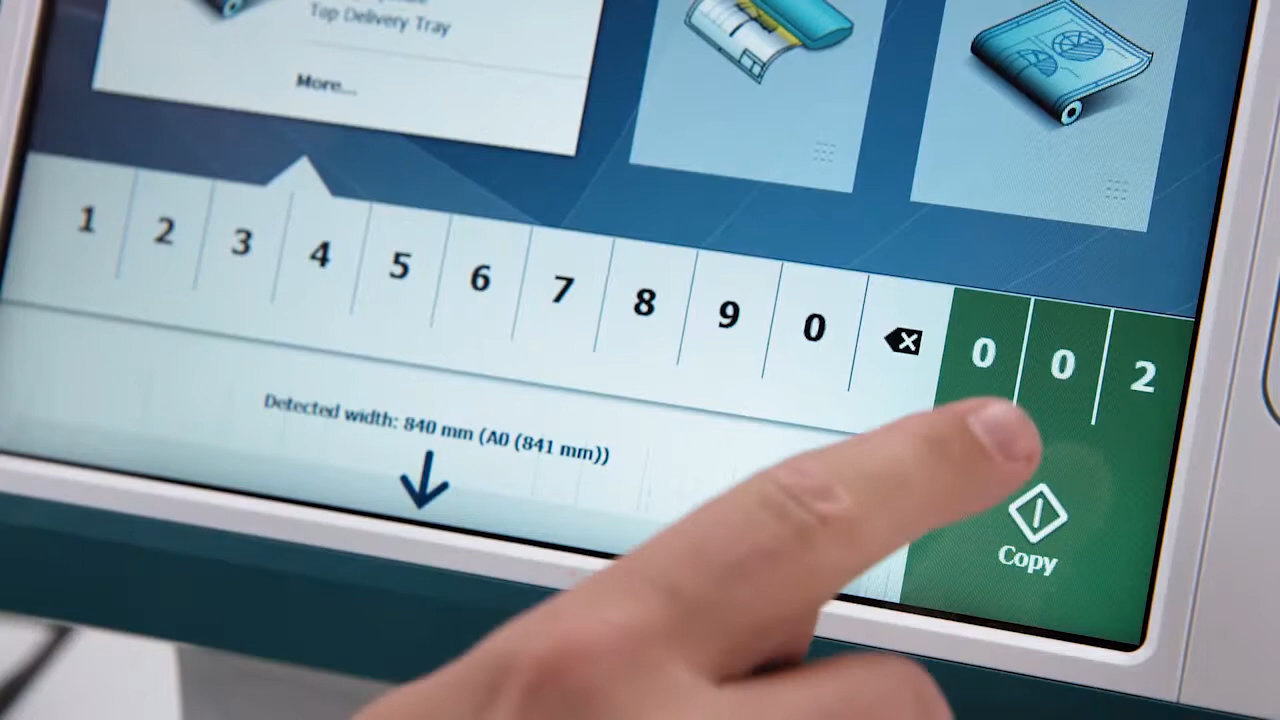 Top Delivery Tray
More...
1 2 3 4 5 6 7 8 9 0 0 0 2
Detected width: 840 mm (A0 (841 mm))
Copy